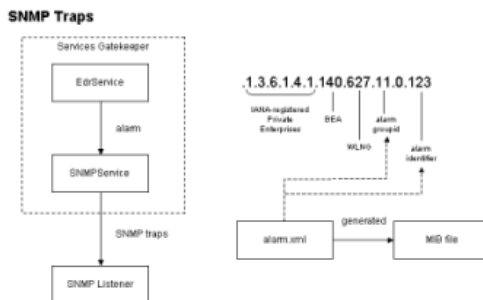 SNMP Traps
Services Gatekeeper
EdrService
alarm
SNMPService
SNMP traps
SNMP Listener
.1.3.6.1.4.1.140.627.11.0.123
IANA-registered
Private
Enterprises
BEA
WLNG
alarm
groupid
alarm
identifier
alarm.xml
generated
MIB file